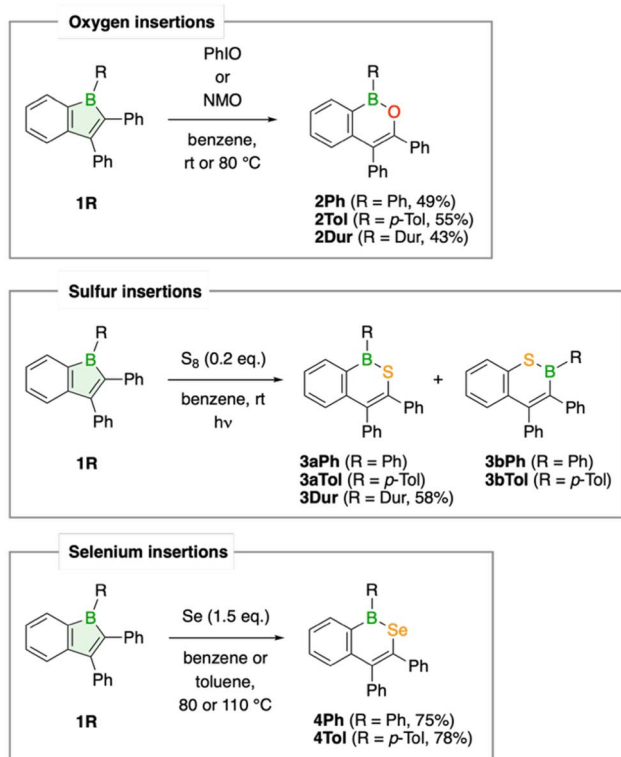 Oxygen insertions
R
B
Ph
Ph
1R
PhIO
or
NMO
benzene,
rt or 80 °C
R
B
O
Ph
Ph
2Ph (R = Ph, 49%)
2Tol (R = p-Tol, 55%)
2Dur (R = Dur, 43%)
Sulfur insertions
R
B
Ph
Ph
1R
S8 (0.2 eq.)
benzene, rt
hν
R
B
S
Ph
Ph
3aPh (R = Ph)
3aTol (R = p-Tol)
3Dur (R = Dur, 58%)
+
S
B
R
Ph
Ph
3bPh (R = Ph)
3bTol (R = p-Tol)
Selenium insertions
R
B
Ph
Ph
1R
Se (1.5 eq.)
benzene or
toluene,
80 or 110 °C
R
B
Se
Ph
Ph
4Ph (R = Ph, 75%)
4Tol (R = p-Tol, 78%)